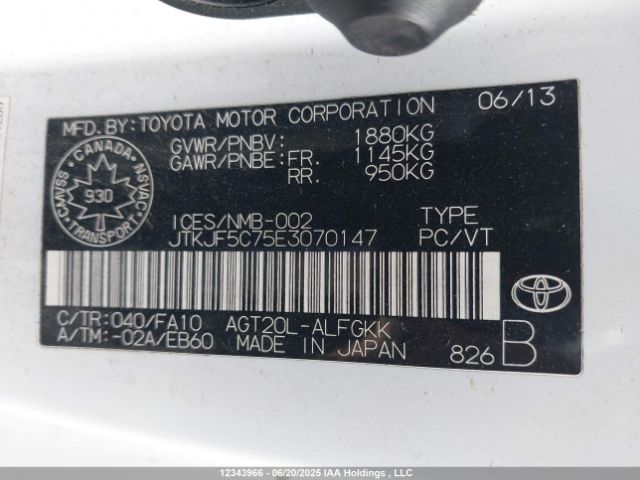 MFD.BY:TOYOTA MOTOR CORPORATION 06/13
GVWR/PNBV: 1880KG
GAWR/PNBE:FR. 1145KG
RR. 950KG
CANADA
CMVSS 930 NSVAC
TRANSPORT
ICES/NMB-002 TYPE
JTKJF5C75E3070147 PC/VT
C/TR:040/FA10 AGT20L-ALFGKK
A/TM:-02A/EB60 MADE IN JAPAN 826 B
12343966 - 06/20/2025 IAA Inc. , LLC